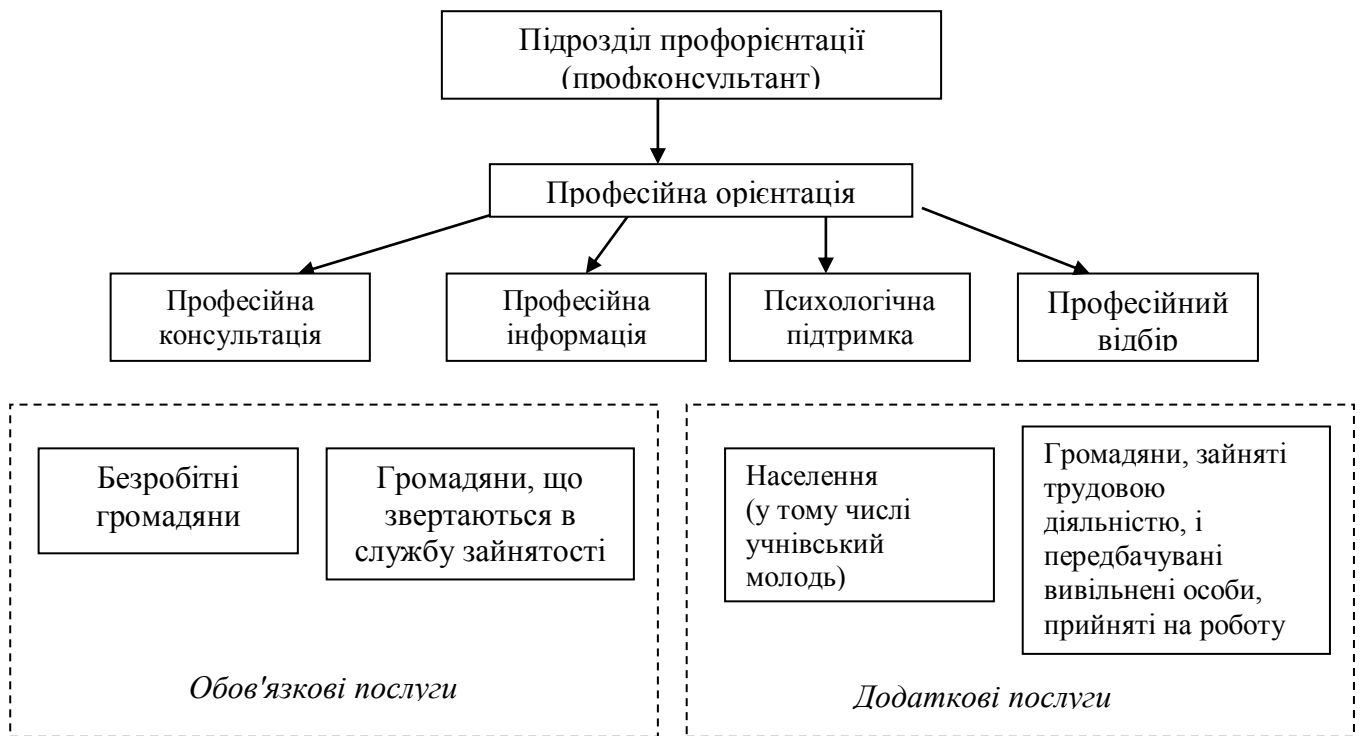 Підрозділ профорієнтації
(профконсультант)
Професійна орієнтація
Професійна
консультація
Професійна
інформація
Психологічна
підтримка
Професійний
відбір
Безробітні
громадяни
Громадяни, що
звертаються в
службу зайнятості
Обов'язкові послуги
Населення
(у тому числі
учнівський
молодь)
Громадяни, зайняті
трудовою
діяльністю, і
передбачувані
вивільнені особи,
прийняті на роботу
Додаткові послуги